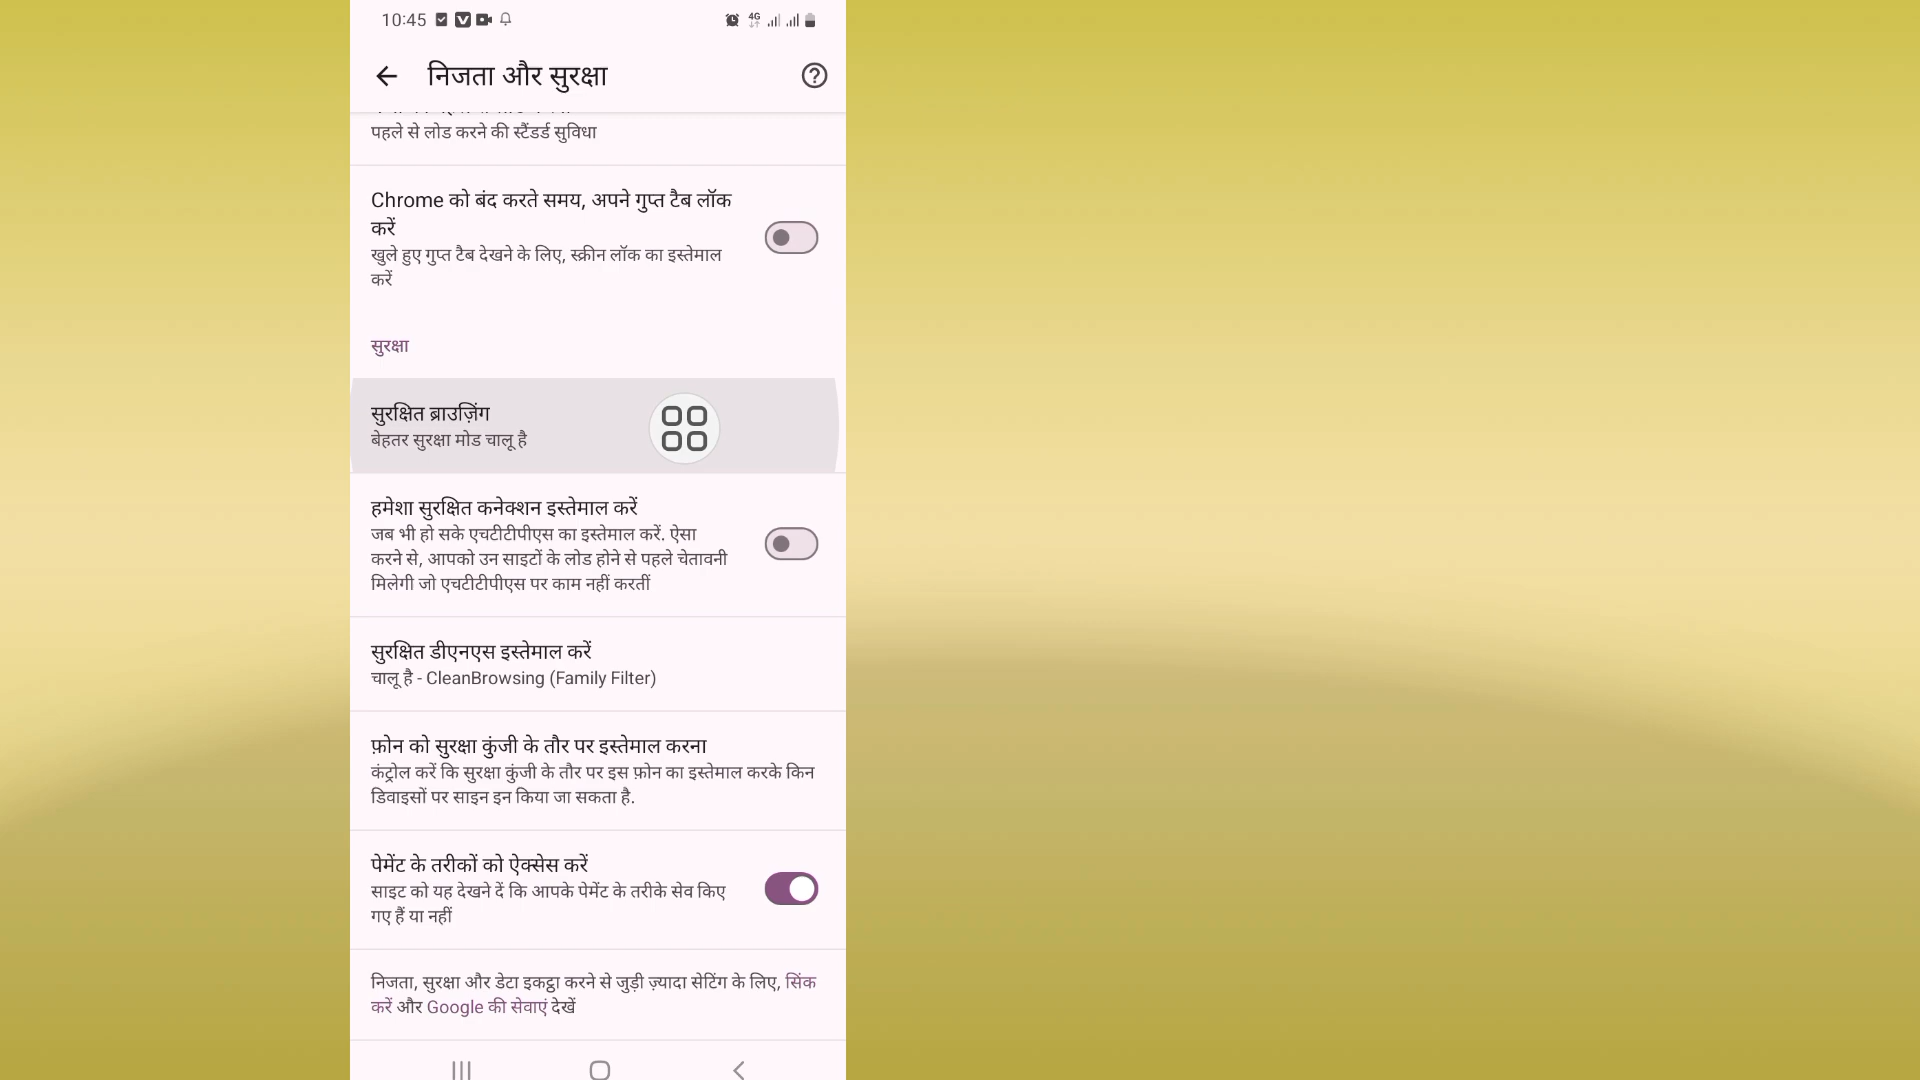 10:45
4G
निजता और सुरक्षा
पहले से लोड करने की स्टैंडर्ड सुविधा
Chrome को बंद करते समय, अपने गुप्त टैब लॉक
करें
खुले हुए गुप्त टैब देखने के लिए, स्क्रीन लॉक का इस्तेमाल
करें
सुरक्षा
सुरक्षित ब्राउज़िंग
बेहतर सुरक्षा मोड चालू है
हमेशा सुरक्षित कनेक्शन इस्तेमाल करें
जब भी हो सके एचटीटीपीएस का इस्तेमाल करें. ऐसा
करने से, आपको उन साइटों के लोड होने से पहले चेतावनी
मिलेगी जो एचटीटीपीएस पर काम नहीं करतीं
सुरक्षित डीएनएस इस्तेमाल करें
चालू है - CleanBrowsing (Family Filter)
फ़ोन को सुरक्षा कुंजी के तौर पर इस्तेमाल करना
कंट्रोल करें कि सुरक्षा कुंजी के तौर पर इस फ़ोन का इस्तेमाल करके किन
डिवाइसों पर साइन इन किया जा सकता है.
पेमेंट के तरीकों को ऐक्सेस करें
साइट को यह देखने दें कि आपके पेमेंट के तरीके सेव किए
गए हैं या नहीं
निजता, सुरक्षा और डेटा इकट्ठा करने से जुड़ी ज़्यादा सेटिंग के लिए, सिंक
करें और Google की सेवाएं देखें